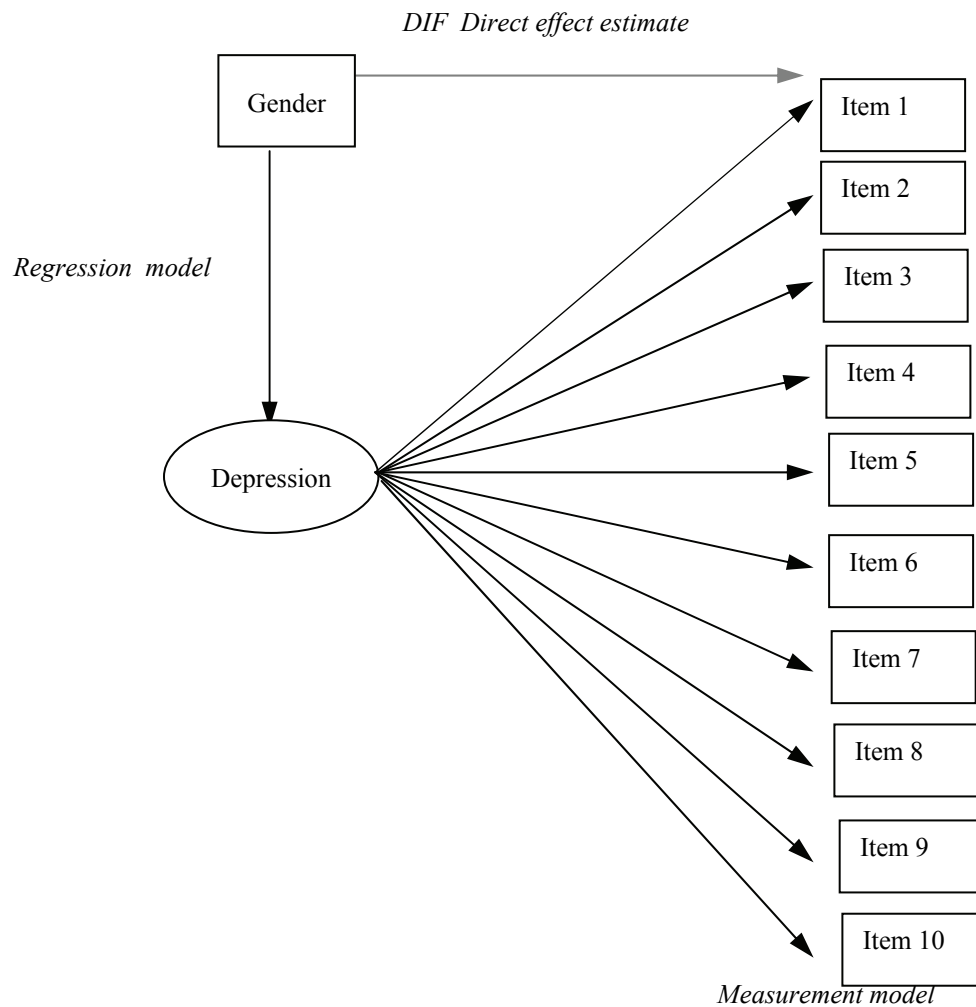 DIF Direct effect estimate
Gender
Item 1
Item 2
Regression model
Item 3
Item 4
Depression
Item 5
Item 6
Item 7
Item 8
Item 9
Item 10
Measurement model